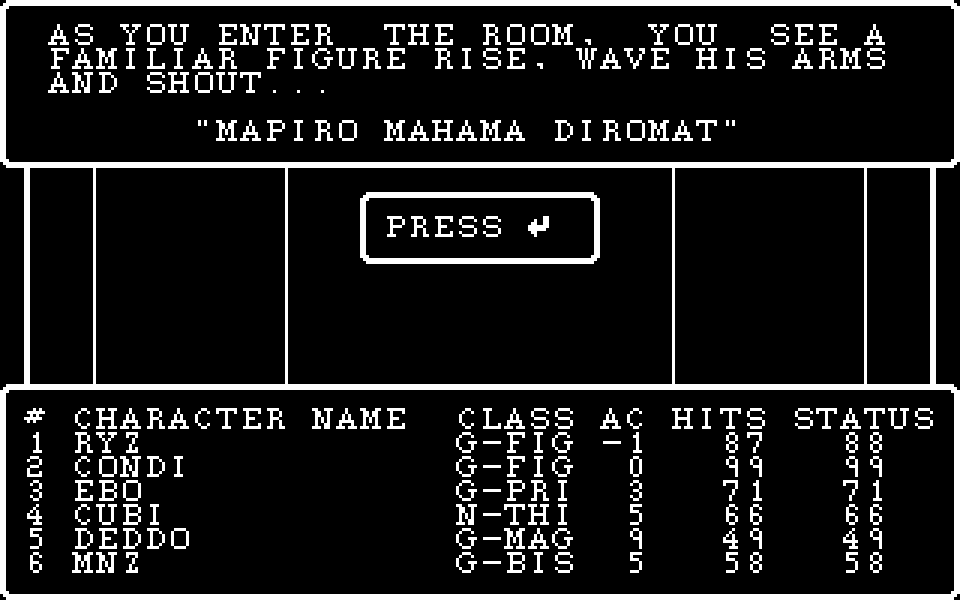 AS YOU ENTER THE ROOM, YOU SEE A
FAMILIAR FIGURE RISE, WAVE HIS ARMS
AND SHOUT...
"MAPIRO MAHAMA DIROMAT"
PRESS ↵
# CHARACTER NAME CLASS AC HITS STATUS
1 RYZ G-FIG -1 87 88
2 CONDI G-FIG 0 99 99
3 EBO G-PRI 3 71 71
4 CUBI N-THI 5 66 66
5 DEDDO G-MAG 9 49 49
6 MNZ G-BIS 5 58 58